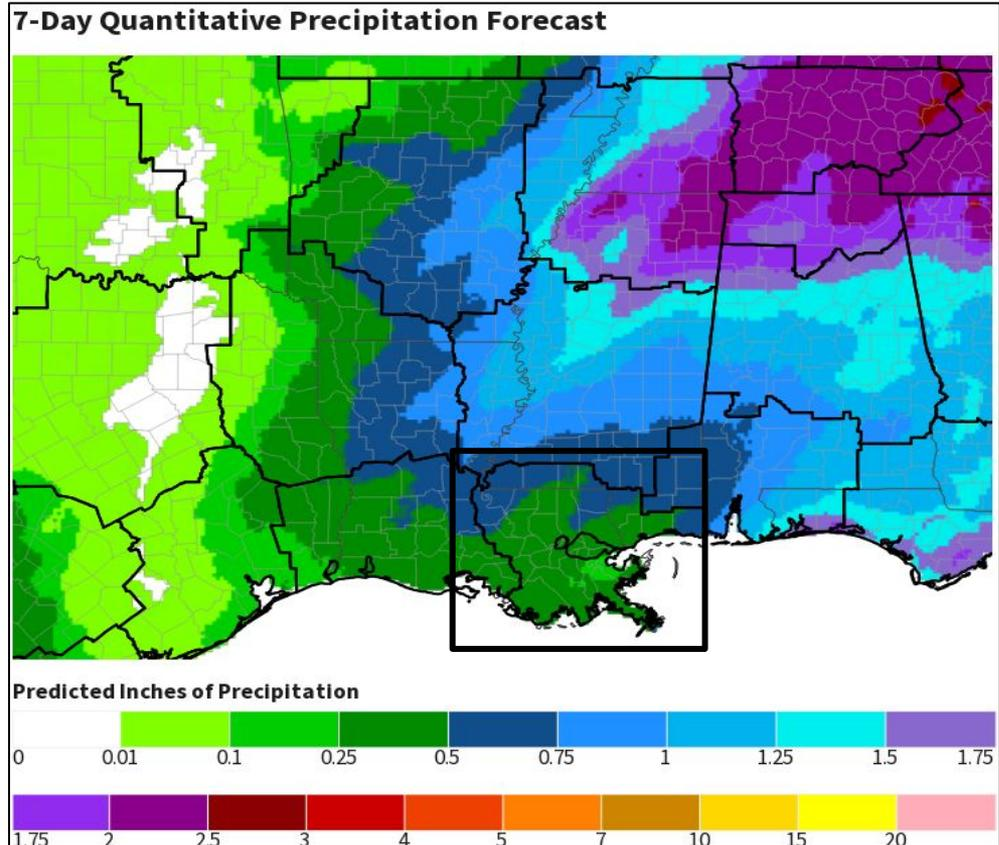 7-Day Quantitative Precipitation Forecast
Predicted Inches of Precipitation
0 0.01 0.1 0.25 0.5 0.75 1 1.25 1.5 1.75
1.75 2 2.5 3 4 5 7 10 15 20